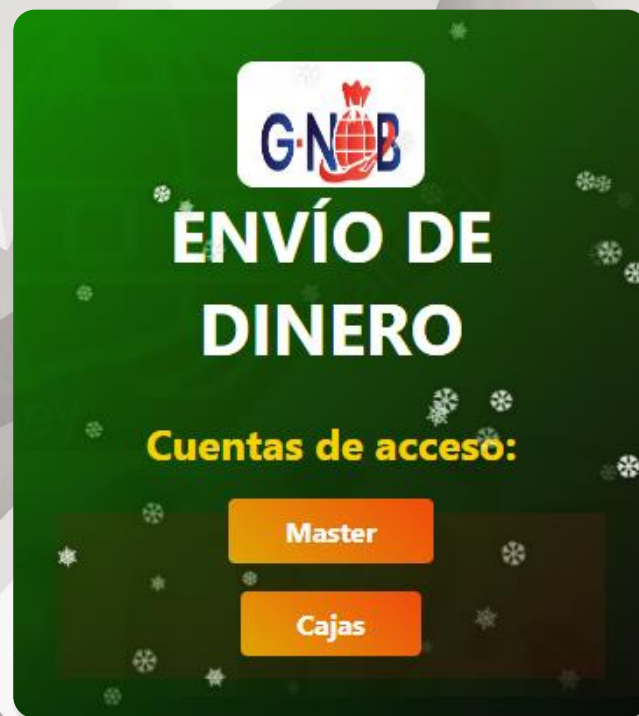 G·NOB
ENVÍO DE
DINERO
Cuentas de acceso:
Master
Cajas